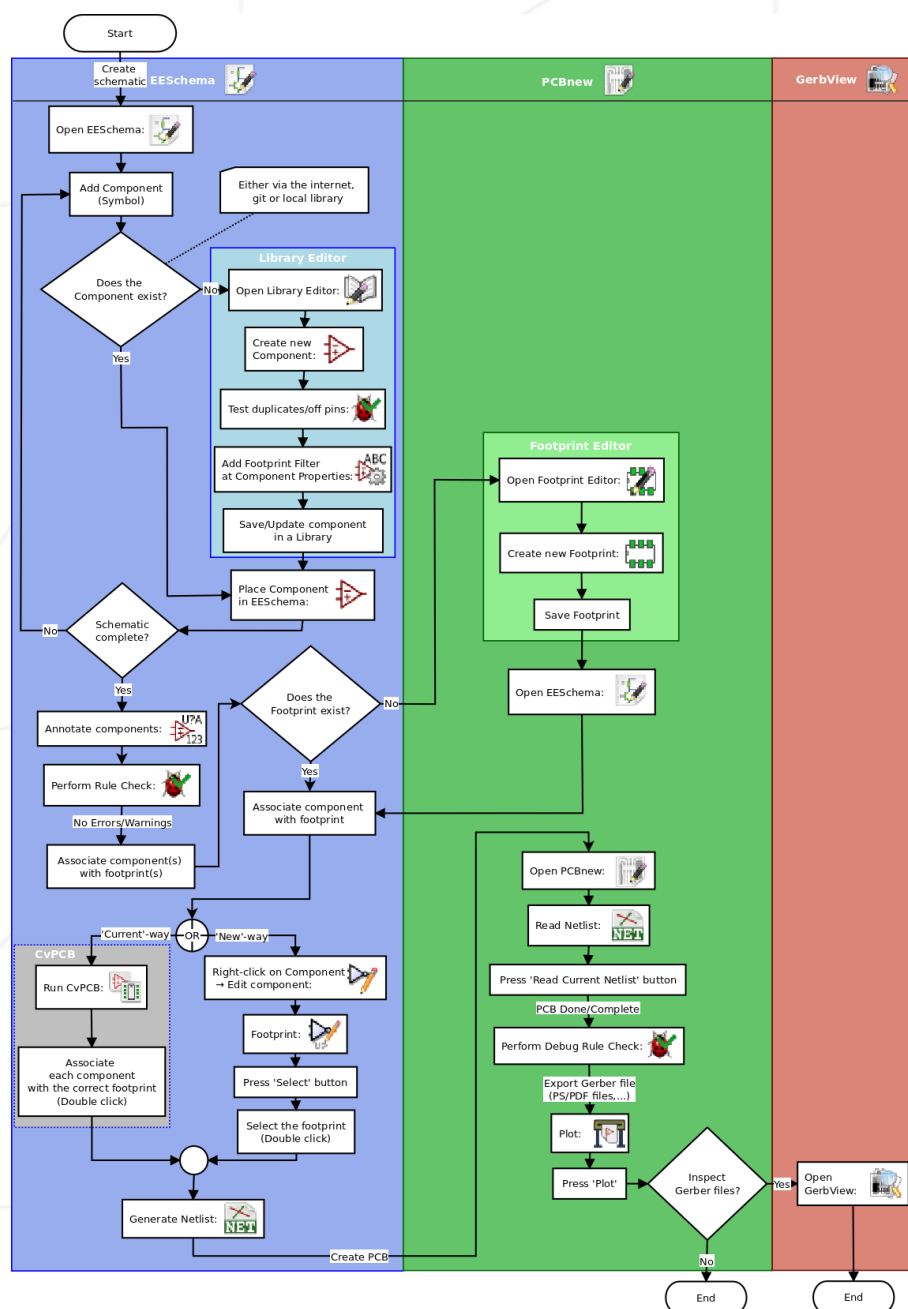 Start
Create
schematic
EESchema
PCBnew
GerbView
Open EESchema:
Add Component
(Symbol)
Either via the internet,
git or local library
Does the
Component exist?
No
Yes
Library Editor
Open Library Editor:
Create new
Component:
Test duplicates/off pins:
Add Footprint Filter
at Component Properties:
ABC
Save/Update component
in a Library
Place Component
in EESchema:
Schematic
complete?
No
Yes
Annotate components:
U?A
123
Perform Rule Check:
No Errors/Warnings
Associate component(s)
with footprint(s)
Does the
Footprint exist?
No
Yes
Footprint Editor
Open Footprint Editor:
Create new Footprint:
Save Footprint
Open EESchema:
Associate component
with footprint
OR
'Current'-way
'New'-way
CvPCB
Run CvPCB:
Associate
each component
with the correct footprint
(Double click)
Right-click on Component
→ Edit component:
Footprint:
Press 'Select' button
Select the footprint
(Double click)
Generate Netlist:
NET
Create PCB
Open PCBnew:
Read Netlist:
NET
Press 'Read Current Netlist' button
PCB Done/Complete
Perform Debug Rule Check:
Export Gerber file
(PS/PDF files,...)
Plot:
Press 'Plot'
Inspect
Gerber files?
Yes
No
Open
GerbView:
End
End